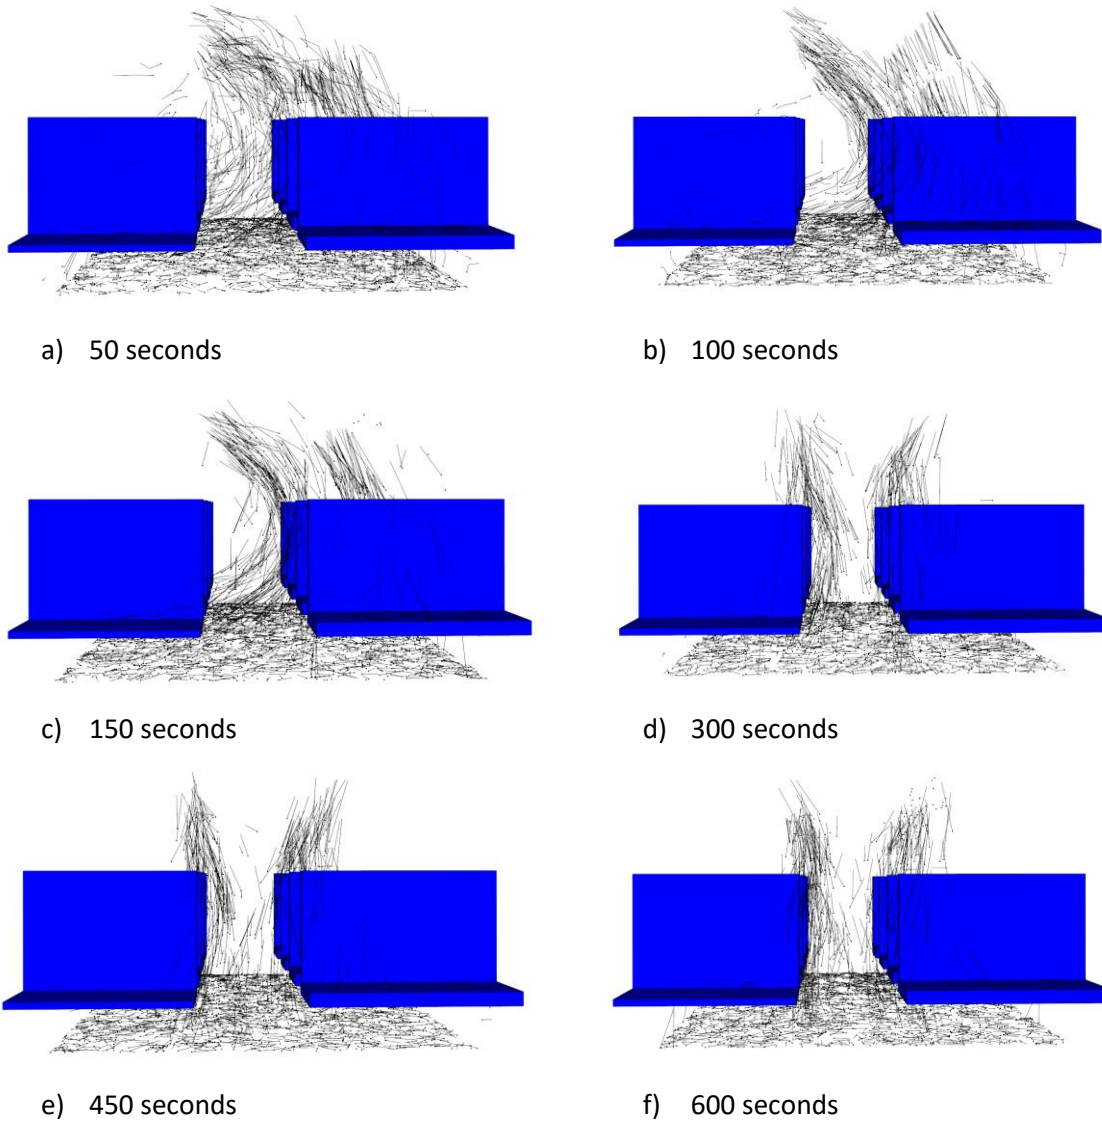 a) 50 seconds
b) 100 seconds
c) 150 seconds
d) 300 seconds
e) 450 seconds
f) 600 seconds